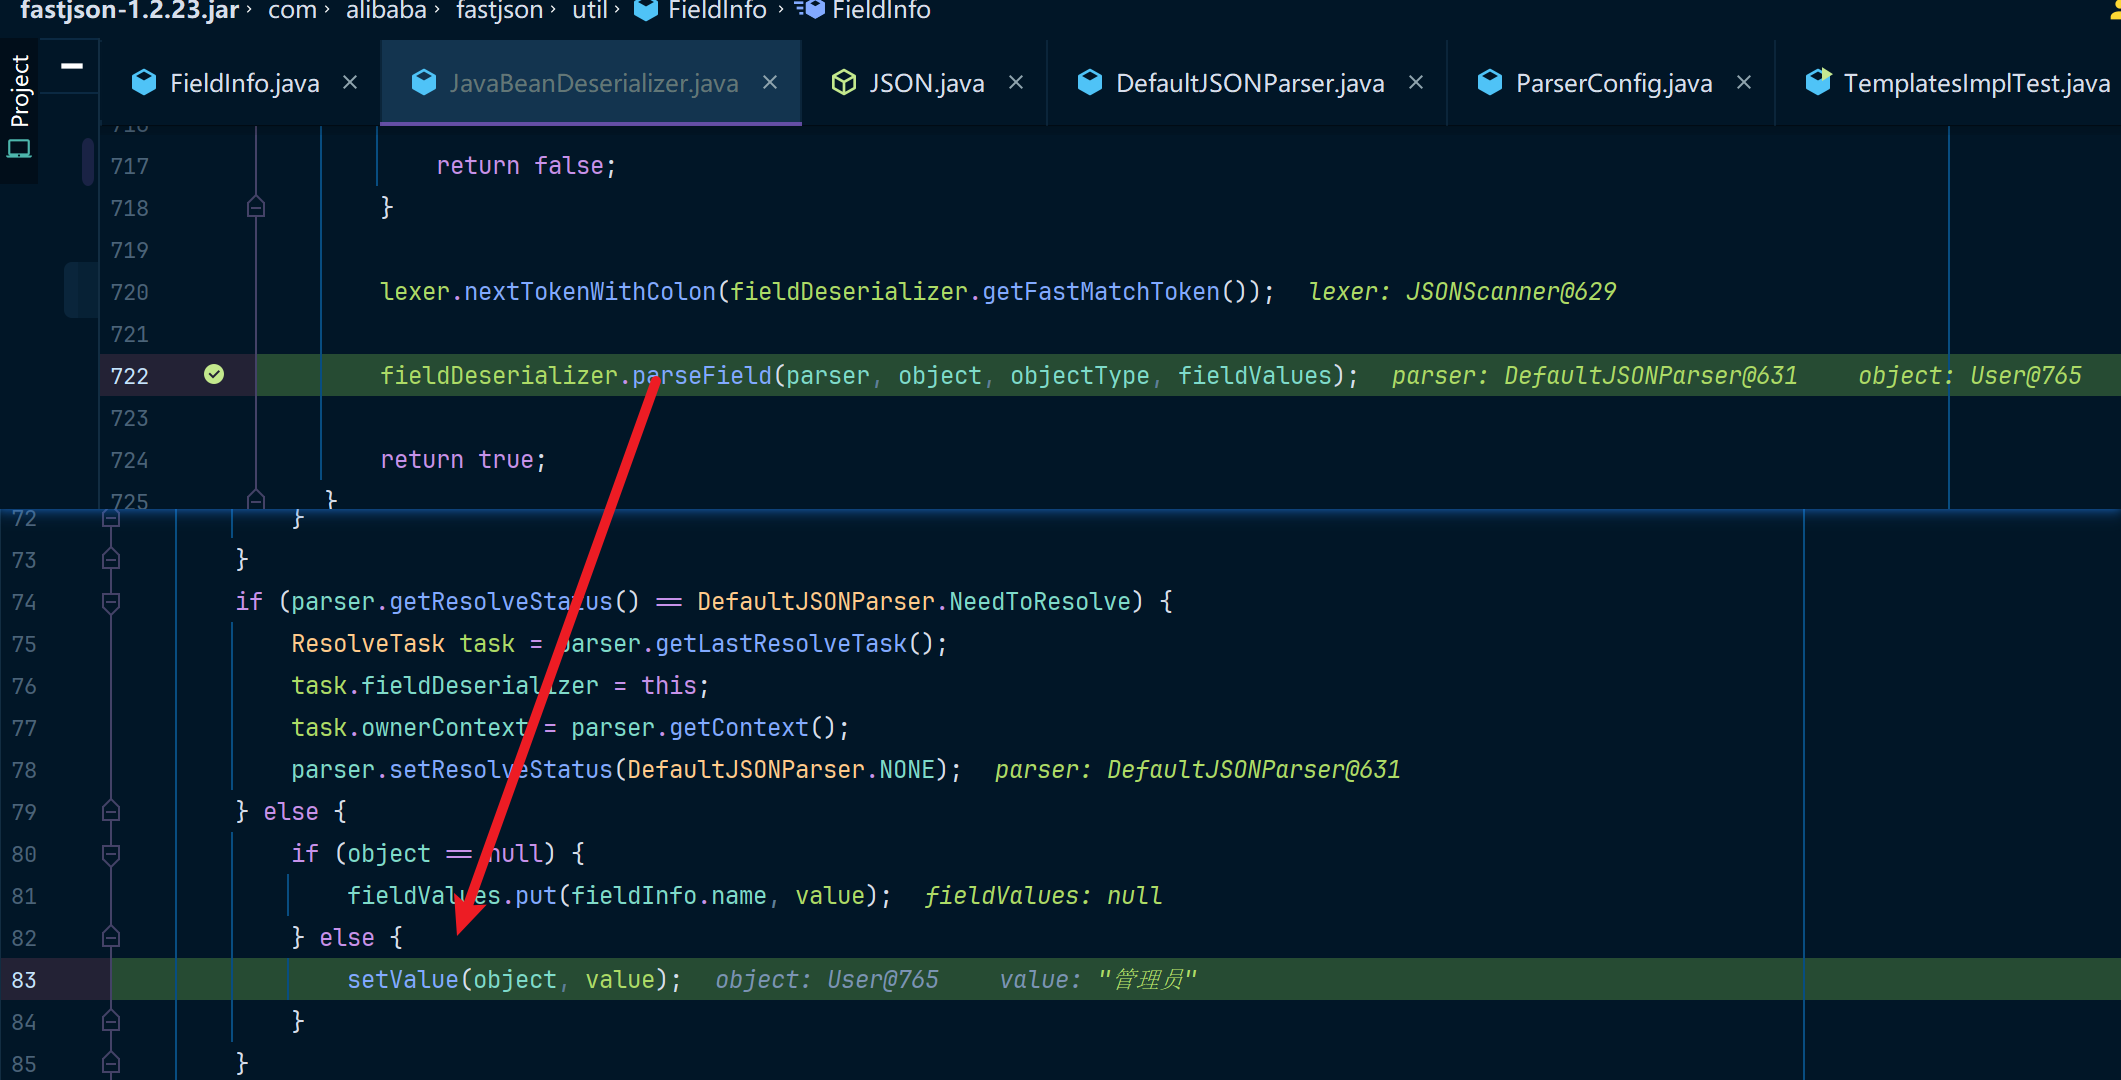 fastjson-1.2.23.jar › com › alibaba › fastjson › util › FieldInfo › FieldInfo
Project
FieldInfo.java × JavaBeanDeserializer.java × JSON.java × DefaultJSONParser.java × ParserConfig.java × TemplatesImplTest.java
716
717 return false;
718 }
719
720 lexer.nextTokenWithColon(fieldDeserializer.getFastMatchToken()); lexer: JSONScanner@629
721
722 fieldDeserializer.parseField(parser, object, objectType, fieldValues); parser: DefaultJSONParser@631 object: User@765
723
724 return true;
725 }
72 }
73 }
74 if (parser.getResolveStatus() == DefaultJSONParser.NeedToResolve) {
75 ResolveTask task = parser.getLastResolveTask();
76 task.fieldDeserializer = this;
77 task.ownerContext = parser.getContext();
78 parser.setResolveStatus(DefaultJSONParser.NONE); parser: DefaultJSONParser@631
79 } else {
80 if (object == null) {
81 fieldValues.put(fieldInfo.name, value); fieldValues: null
82 } else {
83 setValue(object, value); object: User@765 value: "管理员"
84 }
85 }